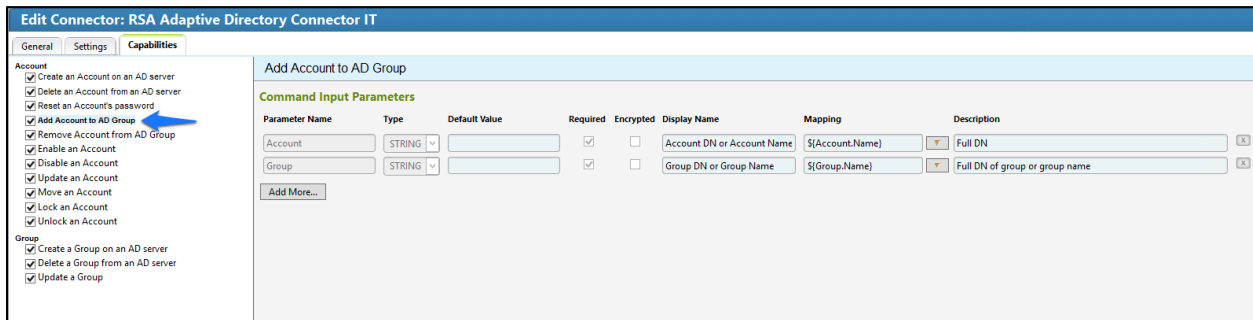 Edit Connector: RSA Adaptive Directory Connector IT
General Settings Capabilities
Account
Create an Account on an AD server
Delete an Account from an AD server
Reset an Account's password
Add Account to AD Group
Remove Account from AD Group
Enable an Account
Disable an Account
Update an Account
Move an Account
Lock an Account
Unlock an Account
Group
Create a Group on an AD server
Delete a Group from an AD server
Update a Group
Add Account to AD Group
Command Input Parameters
Parameter Name Type Default Value Required Encrypted Display Name Mapping Description
Account STRING Account DN or Account Name ${Account.Name} Full DN X
Group STRING Group DN or Group Name ${Group.Name} Full DN of group or group name X
Add More...